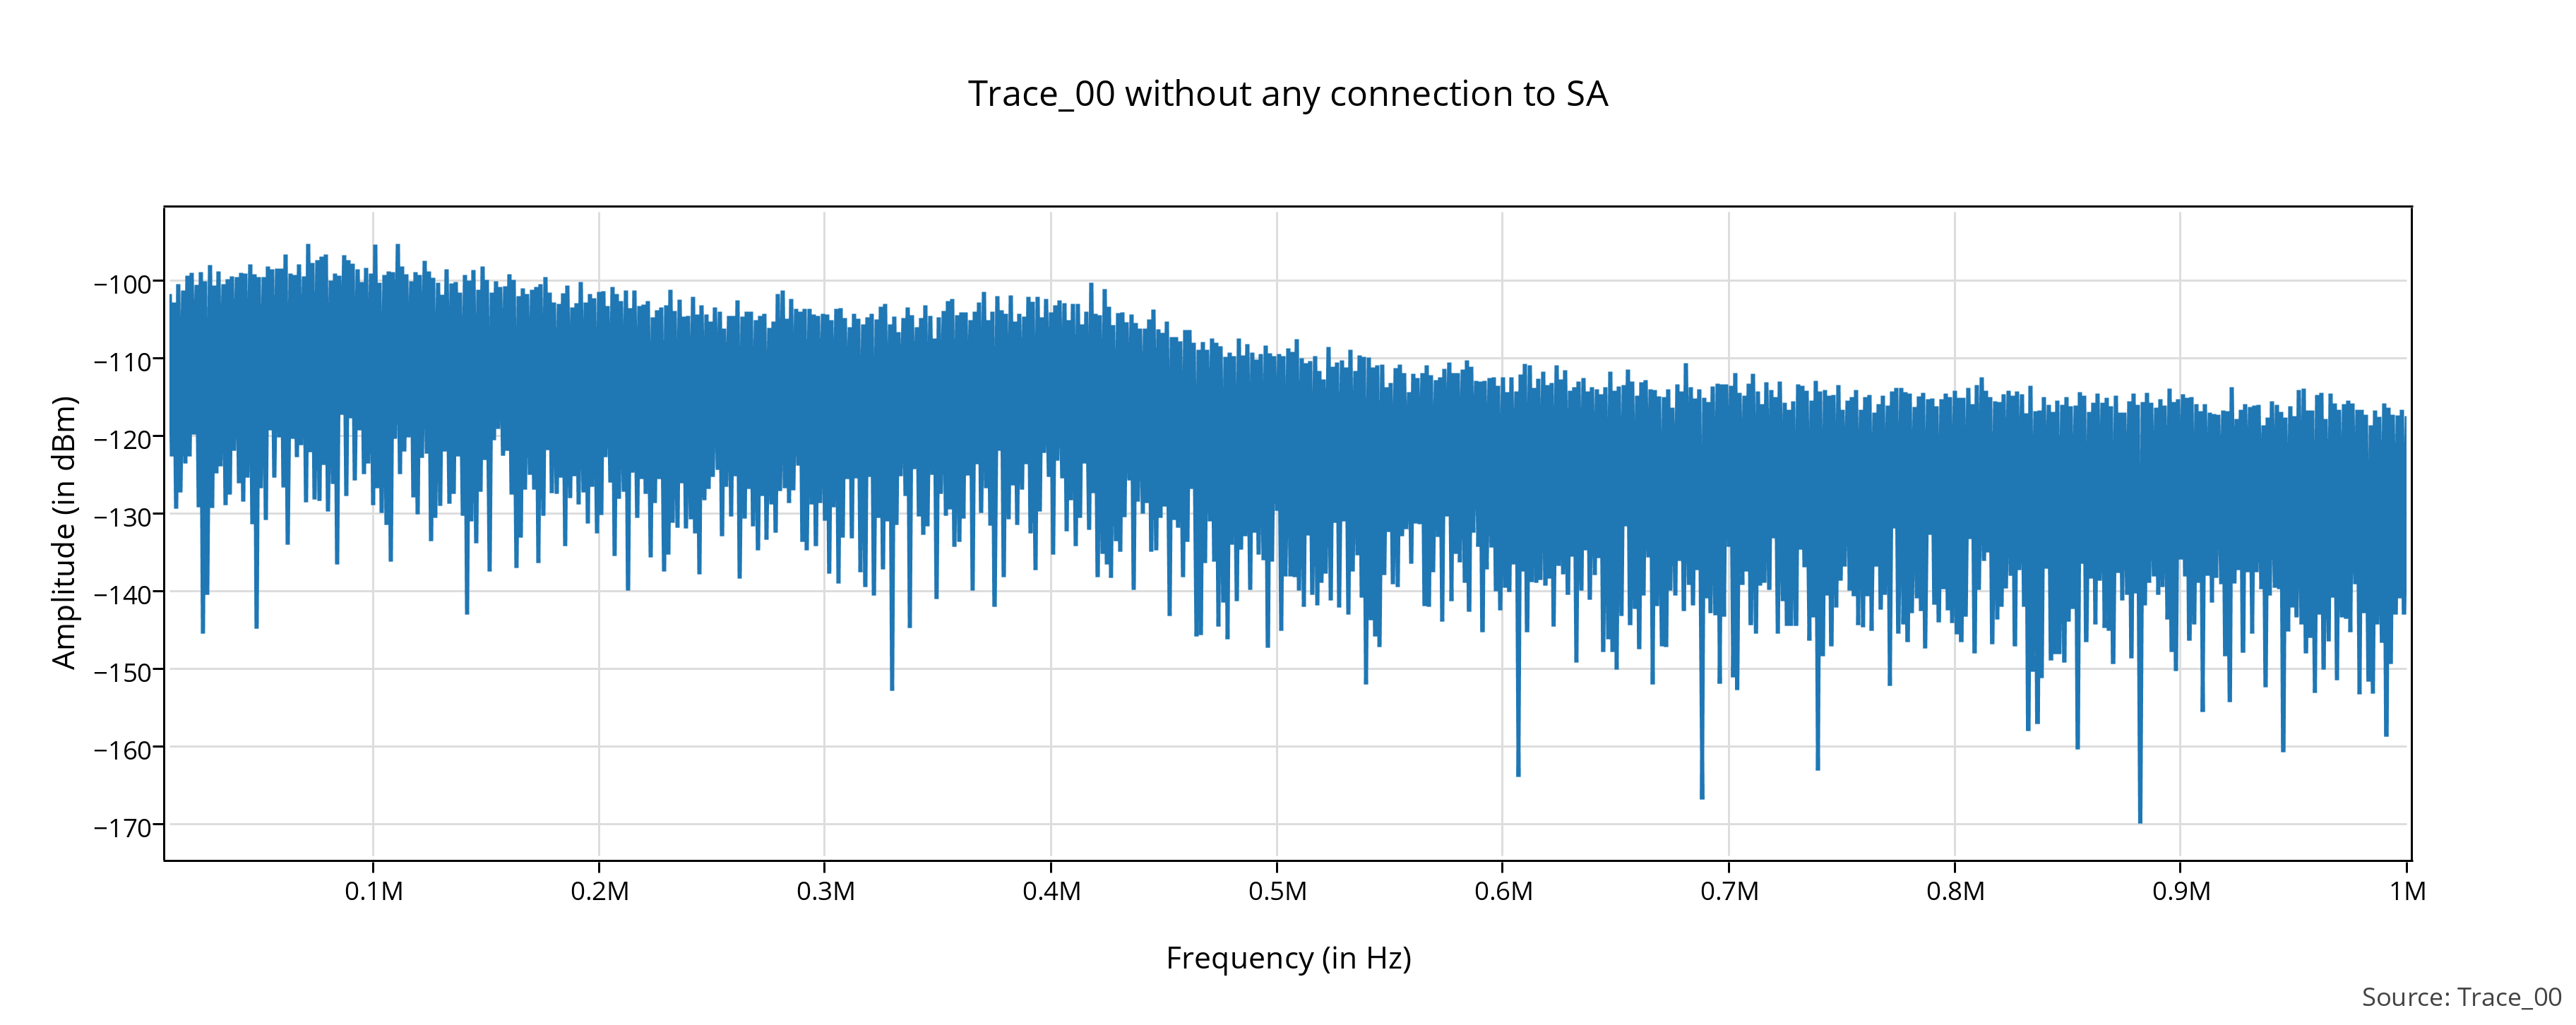 Trace_00 without any connection to SA
Amplitude (in dBm)
−100
−110
−120
−130
−140
−150
−160
−170
0.1M 0.2M 0.3M 0.4M 0.5M 0.6M 0.7M 0.8M 0.9M 1M
Frequency (in Hz)
Source: Trace_00